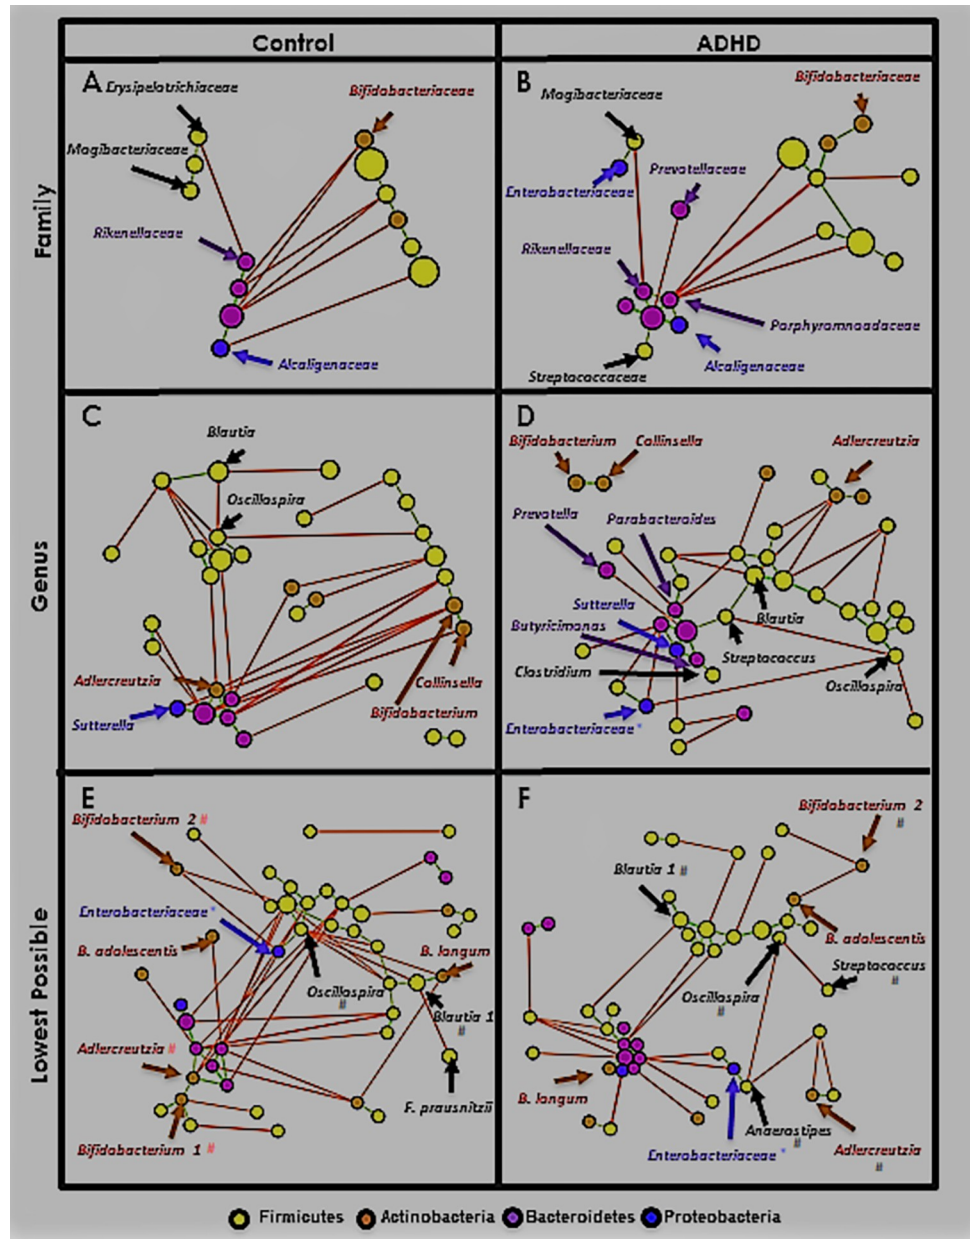 Control
ADHD
Family
A
Erysipelotrichiaceae
Bifidobacteriaceae
Mogibacteriaceae
Rikenellaceae
Alcaligenaceae
B
Bifidobacteriaceae
Mogibacteriaceae
Enterobacteriaceae
Prevotellaceae
Rikenellaceae
Porphyromnoadaceae
Alcaligenaceae
Streptococcaceae
Genus
C
Blautia
Oscillospira
Adlercreutzia
Sutterella
Collinsella
Bifidobacterium
D
Bifidobacterium
Collinsella
Adlercreutzia
Prevotella
Parabacteroides
Sutterella
Butyricimonas
Blautia
Clostridium
Streptococcus
Oscillospira
Enterobacteriaceae *
Lowest Possible
E
Bifidobacterium 2 #
Enterobacteriaceae *
B. adolescentis
B. longum
Oscillospira
#
Blautia 1
#
Adlercreutzia #
F. prausnitzii
Bifidobacterium 1 #
F
Bifidobacterium 2
#
Blautia 1 #
B. adolescentis
Streptococcus
#
Oscillospira
#
B. longum
Anaerostipes
#
Enterobacteriaceae *
Adlercreutzia
#
Firmicutes Actinobacteria Bacteroidetes Proteobacteria